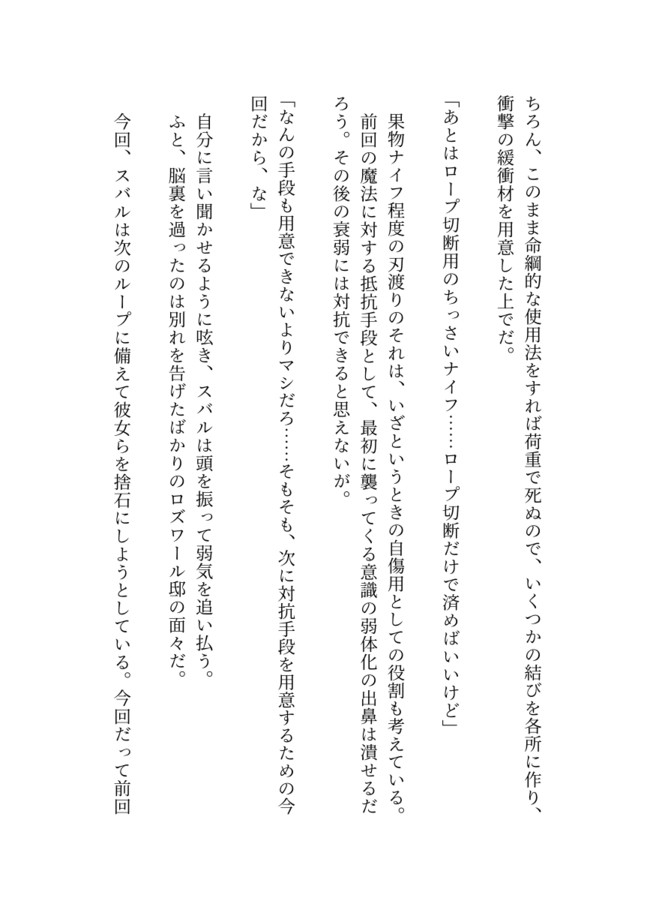 ちろん、このまま命綱的な使用法をすれば荷重で死ぬので、いくつかの結びを各所に作り、
衝撃の緩衝材を用意した上でだ。
「あとはロープ切断用のちっさいナイフ……ロープ切断だけで済めばいいけど」
果物ナイフ程度の刃渡りのそれは、いざというときの自傷用としての役割も考えている。
前回の魔法に対する抵抗手段として、最初に襲ってくる意識の弱体化の出鼻は潰せるだ
ろう。その後の衰弱には対抗できると思えないが。
「なんの手段も用意できないよりマシだろ……そもそも、次に対抗手段を用意するための今
回だから、な」
自分に言い聞かせるように呟き、スバルは頭を振って弱気を追い払う。
ふと、脳裏を過ったのは別れを告げたばかりのロズワール邸の面々だ。
今回、スバルは次のループに備えて彼女らを捨石にしようとしている。今回だって前回